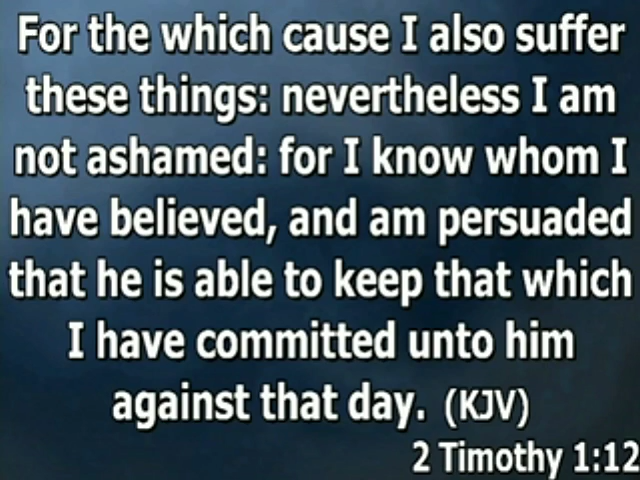 For the which cause I also suffer
these things: nevertheless I am
not ashamed: for I know whom I
have believed, and am persuaded
that he is able to keep that which
I have committed unto him
against that day. (KJV)
2 Timothy 1:12